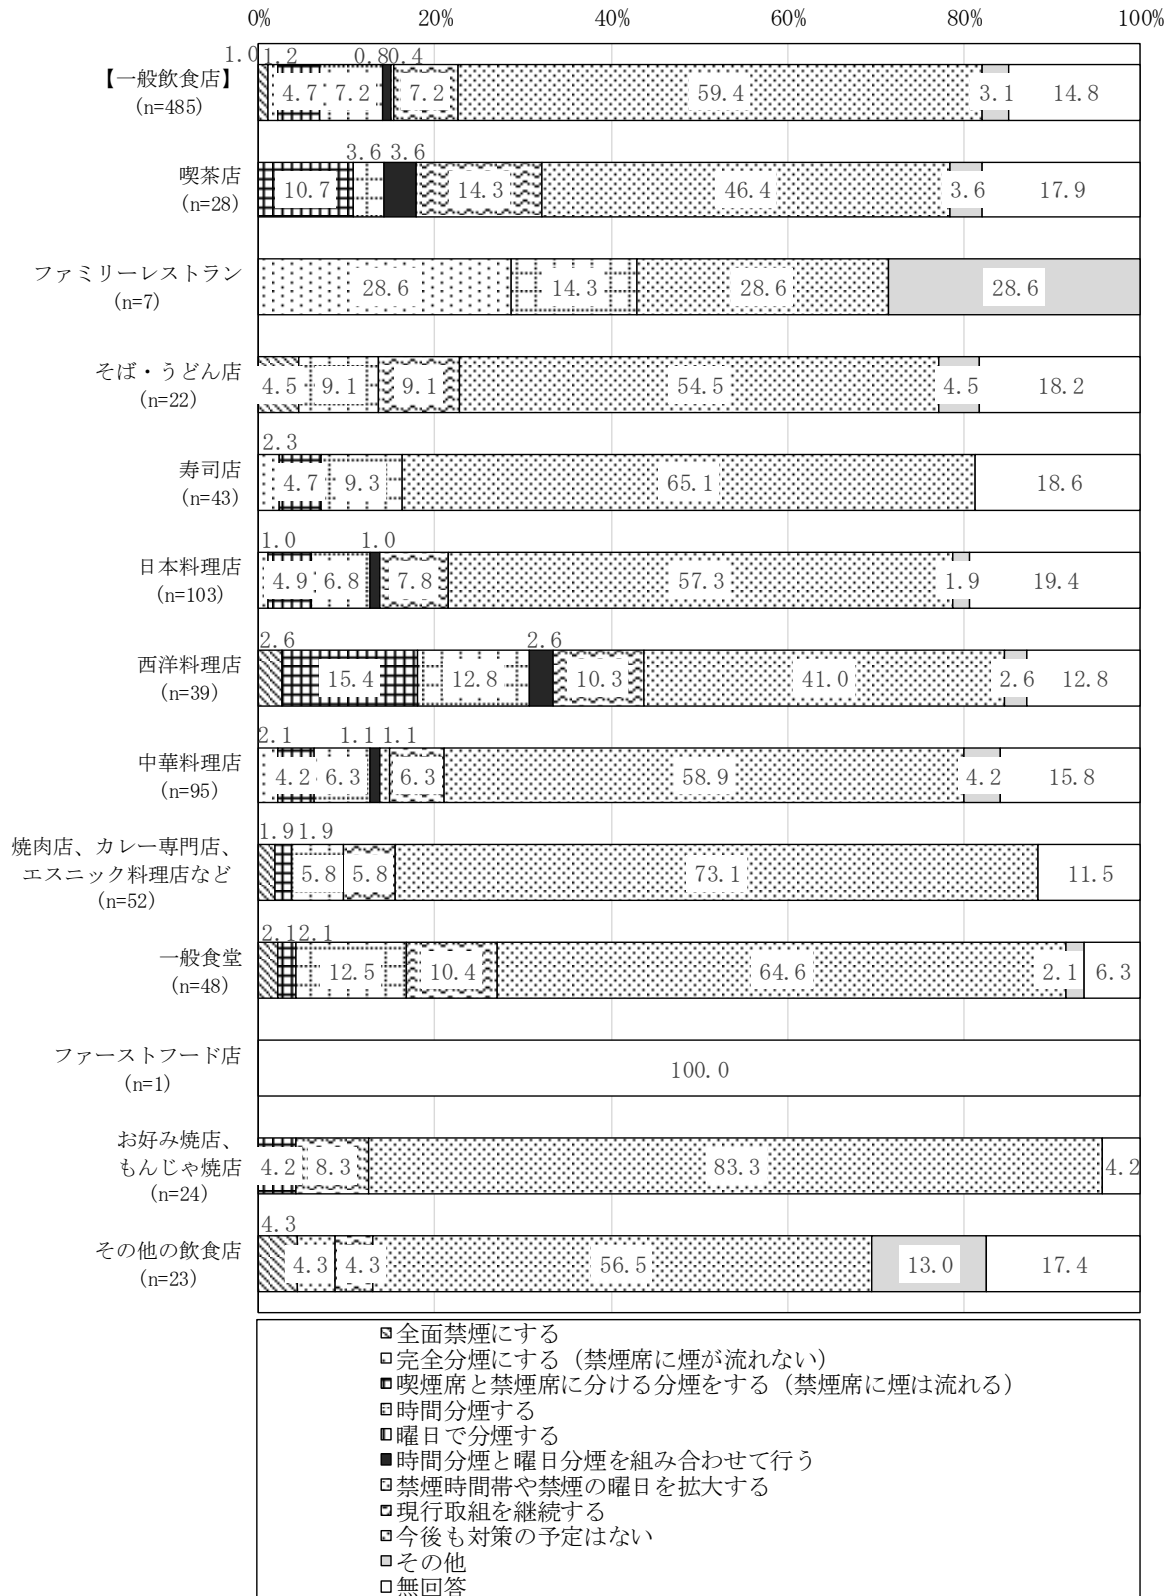 0% 20% 40% 60% 80% 100%
1.0 1.2 0.8 0.4
【一般飲食店】
(n=485)
4.7 7.2 7.2 59.4 3.1 14.8
3.6 3.6
喫茶店
(n=28)
10.7 14.3 46.4 3.6 17.9
ファミリーレストラン
(n=7)
28.6 14.3 28.6 28.6
そば・うどん店
(n=22)
4.5 9.1 9.1 54.5 4.5 18.2
2.3
寿司店
(n=43)
4.7 9.3 65.1 18.6
1.0 1.0
日本料理店
(n=103)
4.9 6.8 7.8 57.3 1.9 19.4
2.6 2.6
西洋料理店
(n=39)
15.4 12.8 10.3 41.0 2.6 12.8
2.1 1.1 1.1
中華料理店
(n=95)
4.2 6.3 6.3 58.9 4.2 15.8
1.9 1.9
焼肉店、カレー専門店、
エスニック料理店など
(n=52)
5.8 5.8 73.1 11.5
2.1 2.1
一般食堂
(n=48)
12.5 10.4 64.6 2.1 6.3
ファーストフード店
(n=1)
100.0
お好み焼店、
もんじゃ焼店
(n=24)
4.2 8.3 83.3 4.2
4.3
その他の飲食店
(n=23)
4.3 4.3 56.5 13.0 17.4
全面禁煙にする
完全分煙にする（禁煙席に煙が流れない）
喫煙席と禁煙席に分ける分煙をする（禁煙席に煙は流れる）
時間分煙する
曜日で分煙する
時間分煙と曜日分煙を組み合わせて行う
禁煙時間帯や禁煙の曜日を拡大する
現行取組を継続する
今後も対策の予定はない
その他
無回答